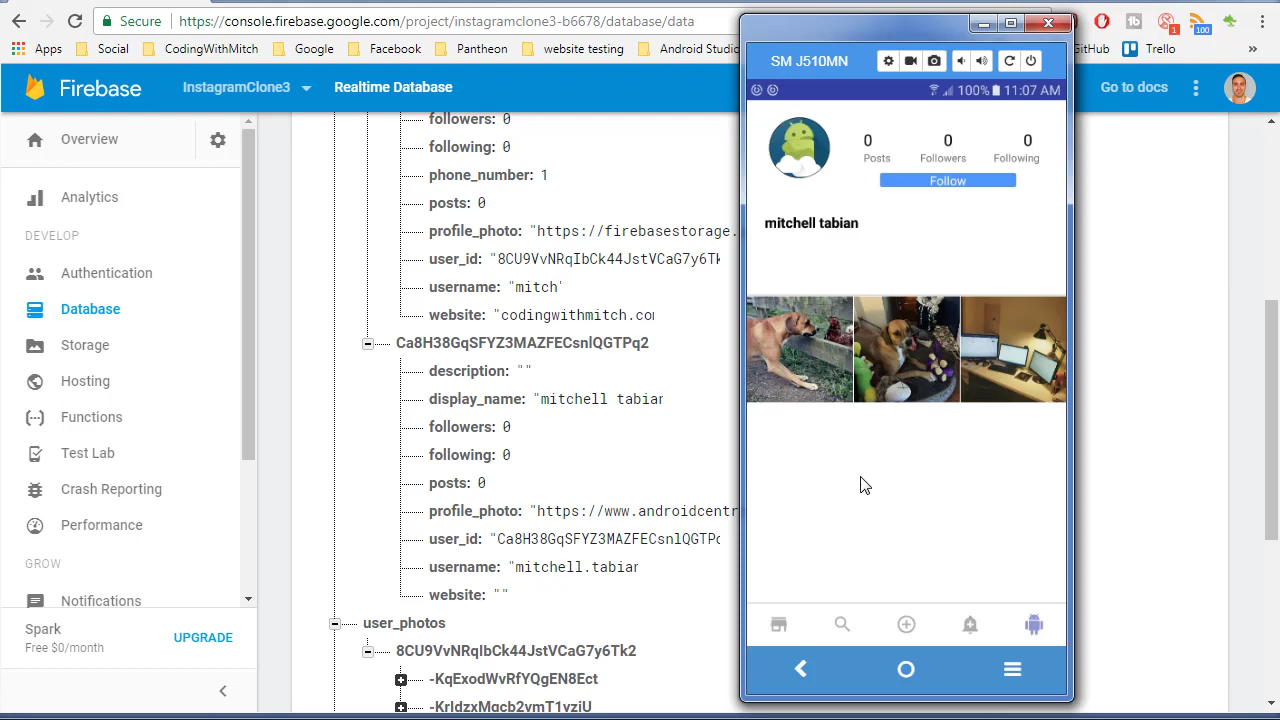 Secure
https://console.firebase.google.com/project/instagramclone3-b6678/database/data
1
100
Apps
Social
CodingWithMitch
Google
Facebook
Pantheon
website testing
Android Studio
GitHub
Trello
»
Firebase
InstagramClone3
Realtime Database
Go to docs
Overview
Analytics
DEVELOP
Authentication
Database
Storage
Hosting
Functions
Test Lab
Crash Reporting
Performance
GROW
Notifications
Spark
Free $0/month
UPGRADE
followers: 0
following: 0
phone_number: 1
posts: 0
profile_photo: "https://firebasestorage.
user_id: "8CU9VvNRqIbCk44JstVCaG7y6Tk
username: "mitch"
website: "codingwithmitch.com
Ca8H38GqSFYZ3MAZFECsnlQGTPq2
description: ""
display_name: "mitchell tabian
followers: 0
following: 0
posts: 0
profile_photo: "https://www.androidcentr
user_id: "Ca8H38GqSFYZ3MAZFECsnlQGTPq
username: "mitchell.tabian
website: ""
user_photos
8CU9VvNRqIbCk44JstVCaG7y6Tk2
-KqExodWvRfYQgEN8Ect
-KrIdzxMqcb2vmT1vziU
SM J510MN
100% 11:07 AM
0 0 0
Posts Followers Following
Follow
mitchell tabian